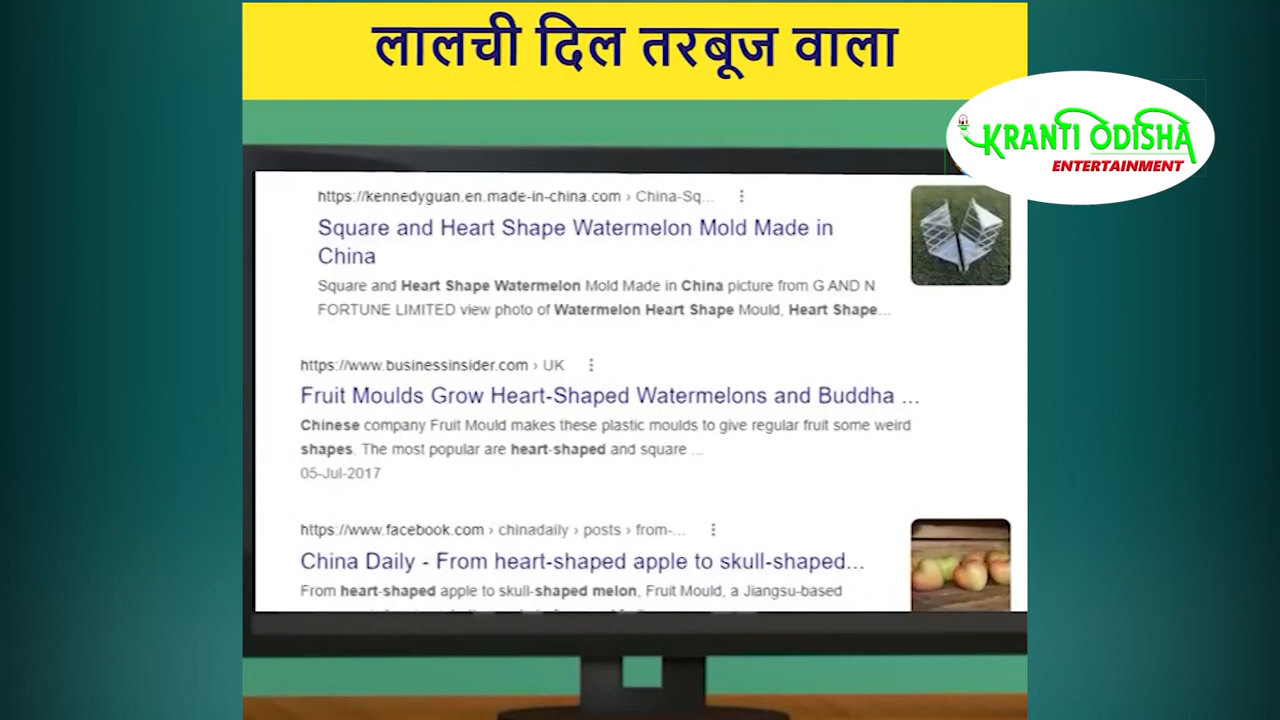 लालची दिल तरबूज वाला
KRANTI ODISHA
ENTERTAINMENT
https://kennedyguan.en.made-in-china.com › China-Sq...
Square and Heart Shape Watermelon Mold Made in
China
Square and Heart Shape Watermelon Mold Made in China picture from G AND N
FORTUNE LIMITED view photo of Watermelon Heart Shape Mould, Heart Shape...
https://www.businessinsider.com › UK
Fruit Moulds Grow Heart-Shaped Watermelons and Buddha ...
Chinese company Fruit Mould makes these plastic moulds to give regular fruit some weird
shapes. The most popular are heart-shaped and square ...
05-Jul-2017
https://www.facebook.com › chinadaily › posts › from-...
China Daily - From heart-shaped apple to skull-shaped...
From heart-shaped apple to skull-shaped melon, Fruit Mould, a Jiangsu-based